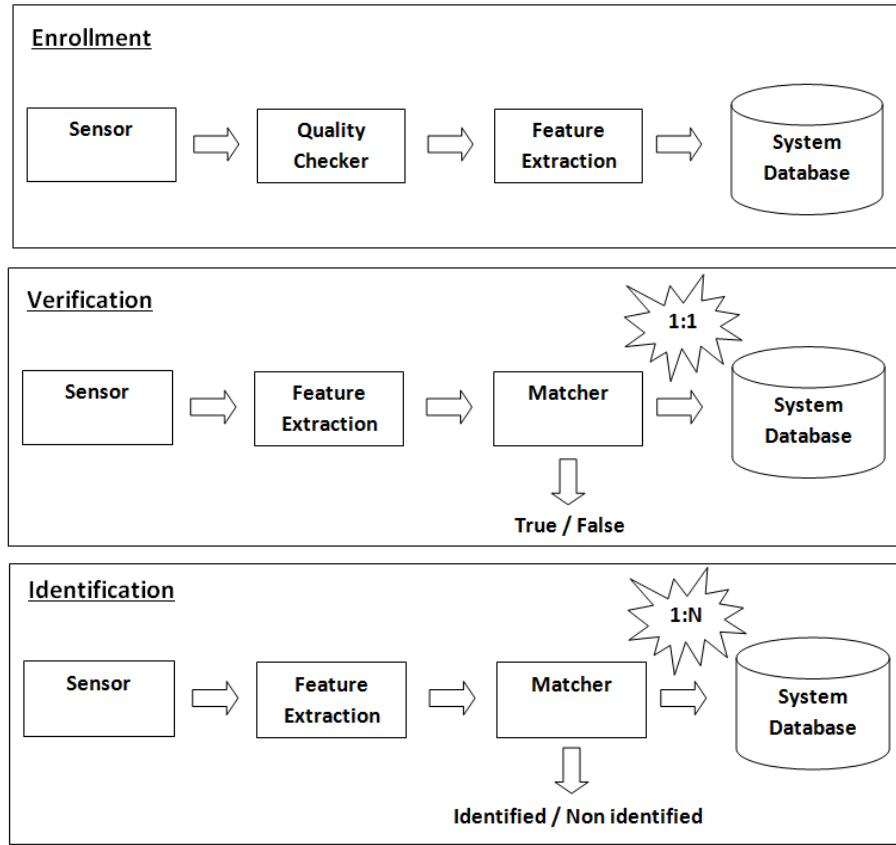 Enrollment
Sensor
Quality
Checker
Feature
Extraction
System
Database
Verification
1:1
Sensor
Feature
Extraction
Matcher
System
Database
True / False
Identification
1:N
Sensor
Feature
Extraction
Matcher
System
Database
Identified / Non identified